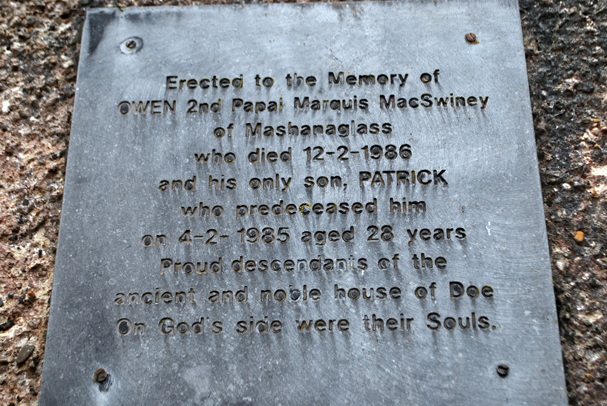 Erected to the Memory of
OWEN 2nd Papal Marquis MacSwiney
of Mashanaglass
who died 12-2-1986
and his only son, PATRICK
who predeceased him
on 4-2-1985 aged 28 years
Proud descendants of the
ancient and noble house of Doe
On God's side were their Souls.